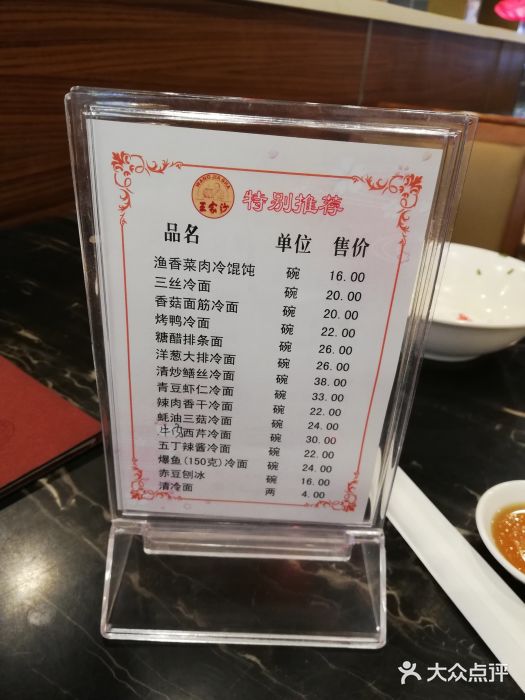 WANG JIA SHA
王家沙
特别推荐
品名 单位 售价
渔香菜肉冷馄饨 碗 16.00
三丝冷面 碗 20.00
香菇面筋冷面 碗 20.00
烤鸭冷面 碗 22.00
糖醋排条面 碗 26.00
洋葱大排冷面 碗 26.00
清炒鳝丝冷面 碗 38.00
青豆虾仁冷面 碗 33.00
辣肉香干冷面 碗 22.00
蚝油三菇冷面 碗 24.00
牛肉西芹冷面 碗 30.00
五丁辣酱冷面 碗 22.00
爆鱼(150克)冷面 碗 24.00
赤豆刨冰 碗 16.00
清冷面 两 4.00
大众点评